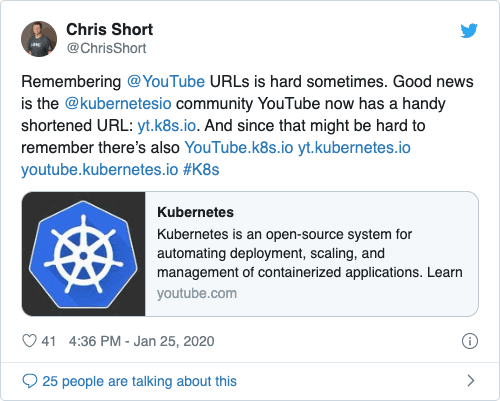 Chris Short
@ChrisShort
Remembering @YouTube URLs is hard sometimes. Good news
is the @kubernetesio community YouTube now has a handy
shortened URL: yt.k8s.io. And since that might be hard to
remember there’s also YouTube.k8s.io yt.kubernetes.io
youtube.kubernetes.io #K8s
Kubernetes
Kubernetes is an open-source system for
automating deployment, scaling, and
management of containerized applications. Learn
youtube.com
41 4:36 PM - Jan 25, 2020
25 people are talking about this